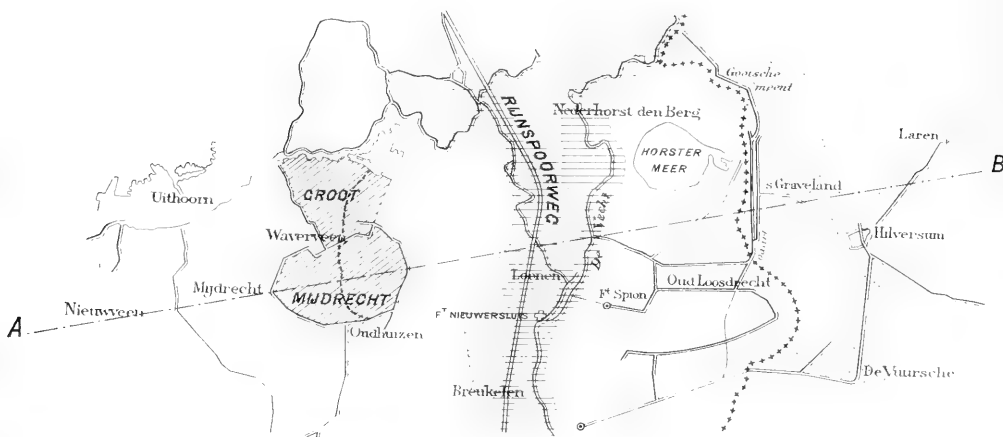 Gooische
meent
Nederhorst den Berg
RIJNSPOORWEG
Laren
HORSTER
MEER
B
Uithoorn
GROOT
's Graveland
De Vecht
Waverveen
Hilversum
Loenen
Mijdrecht
Oud Loosdrecht
MIJDRECHT
Ft Spion
Nieuwveen
Ft NIEUWERSLUIS
A
Oudhuizen
De Vuursche
Breukelen